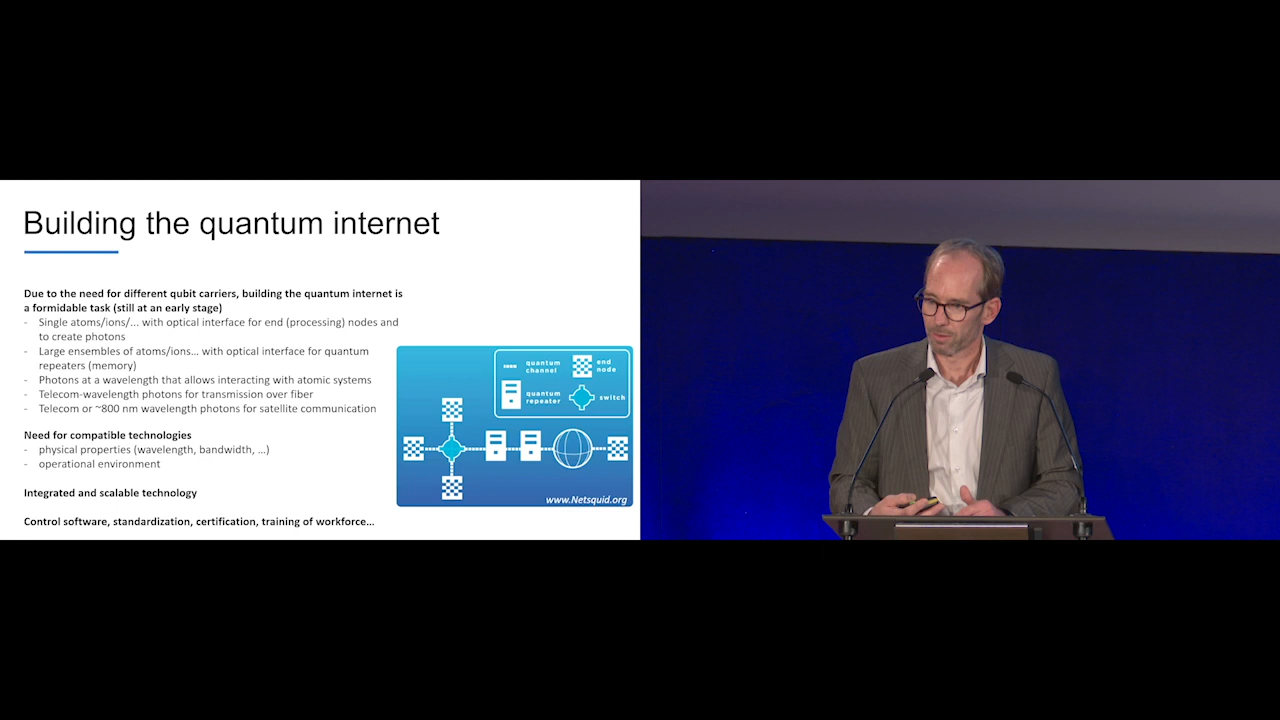 Building the quantum internet
Due to the need for different qubit carriers, building the quantum internet is
a formidable task (still at an early stage)
- Single atoms/ions/... with optical interface for end (processing) nodes and
to create photons
- Large ensembles of atoms/ions... with optical interface for quantum
repeaters (memory)
- Photons at a wavelength that allows interacting with atomic systems
- Telecom-wavelength photons for transmission over fiber
- Telecom or ~800 nm wavelength photons for satellite communication
Need for compatible technologies
- physical properties (wavelength, bandwidth, ...)
- operational environment
Integrated and scalable technology
Control software, standardization, certification, training of workforce...
quantum
channel
end
node
quantum
repeater
switch
www.Netsquid.org